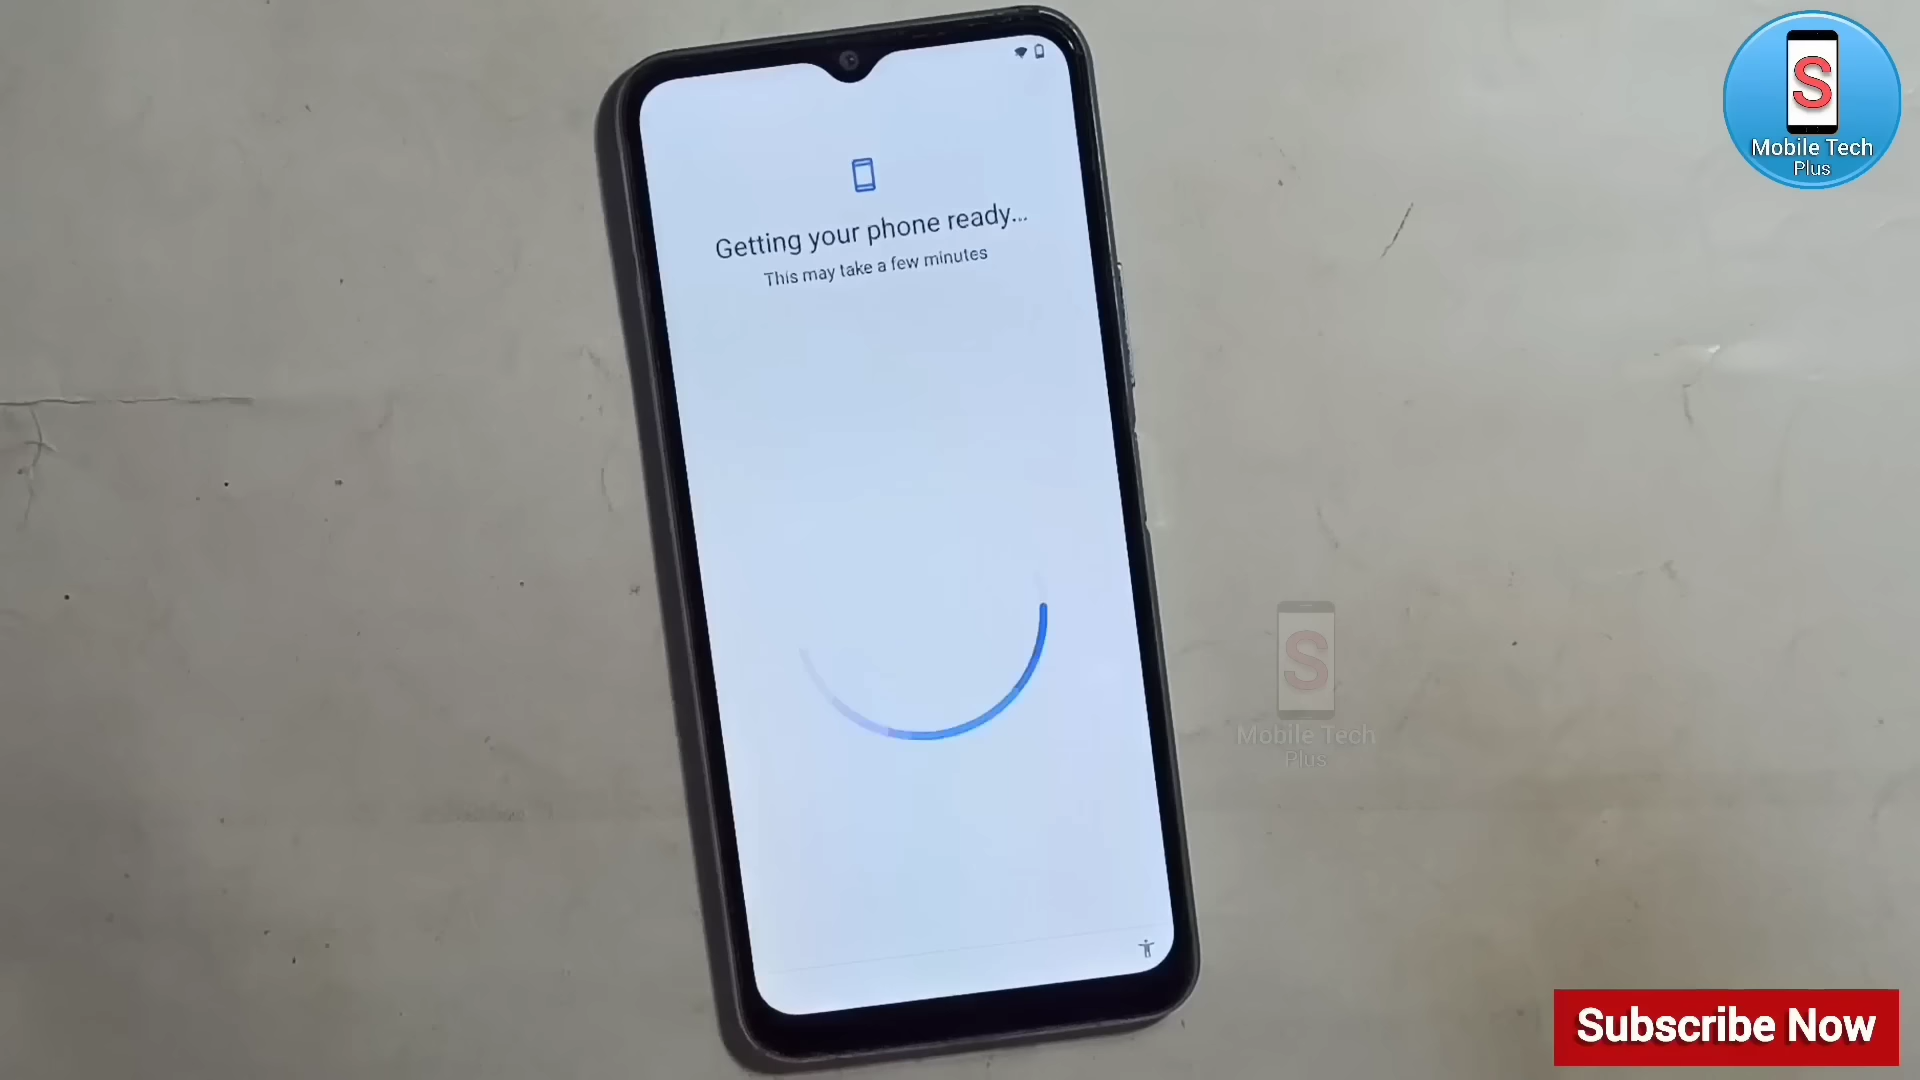 S
Mobile Tech
Plus
Getting your phone ready...
This may take a few minutes
S
Mobile Tech
Plus
Subscribe Now